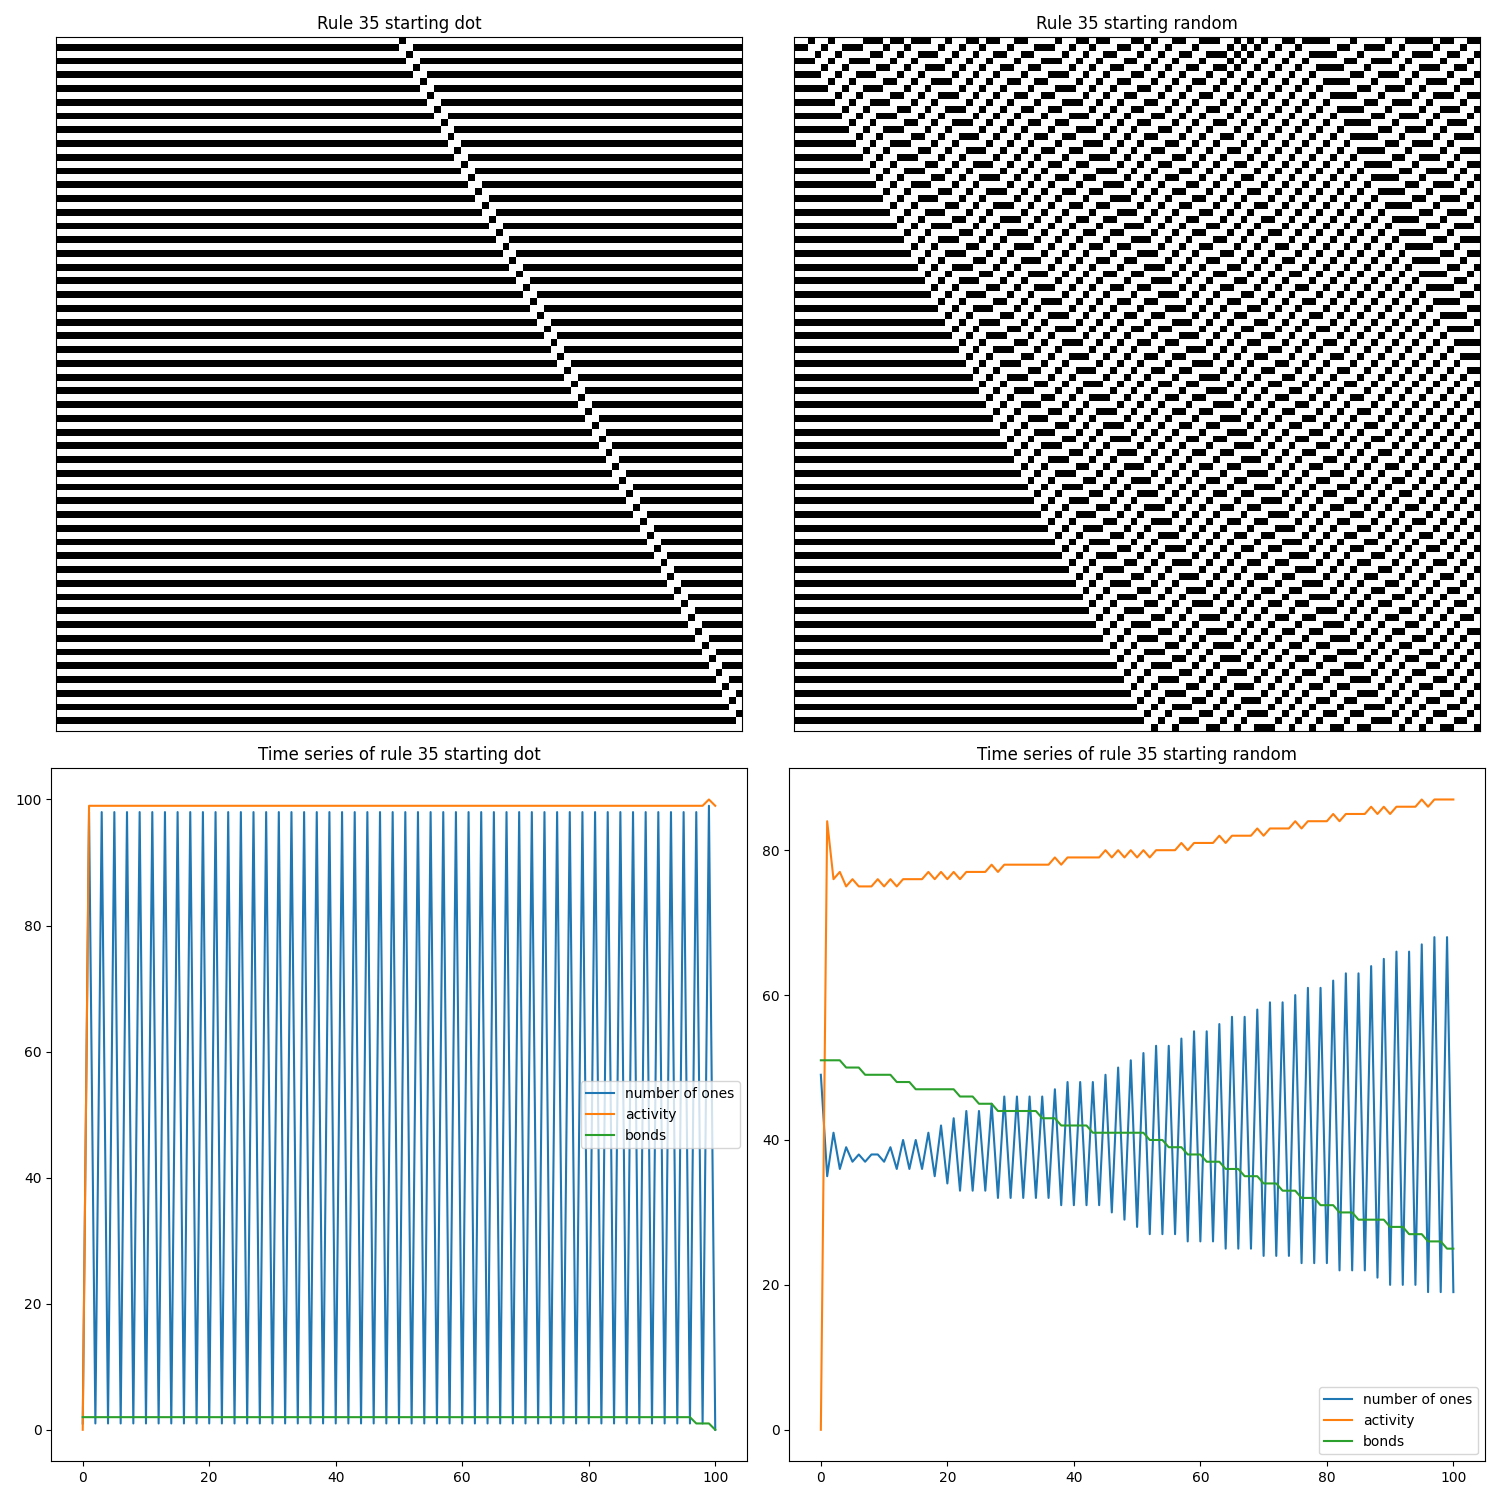 Rule 35 starting dot
Rule 35 starting random
Time series of rule 35 starting dot
100
80
60
40
20
0
0 20 40 60 80 100
number of ones
activity
bonds
Time series of rule 35 starting random
80
60
40
20
0
0 20 40 60 80 100
number of ones
activity
bonds